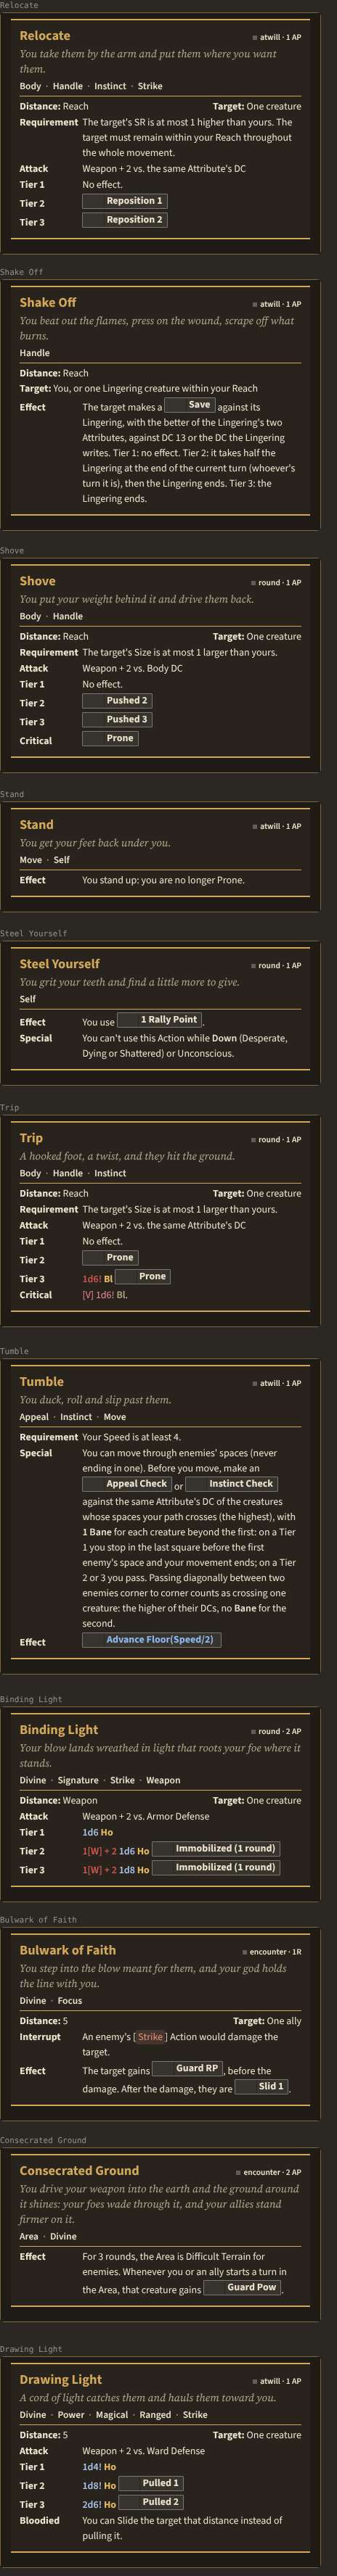 Relocate
Relocate ■ atwill · 1 AP
You take them by the arm and put them where you want
them.
Body · Handle · Instinct · Strike
Distance: Reach Target: One creature
Requirement The target's SR is at most 1 higher than yours. The
target must remain within your Reach throughout
the whole movement.
Attack Weapon + 2 vs. the same Attribute's DC
Tier 1 No effect.
Tier 2 Reposition 1
Tier 3 Reposition 2
Shake Off
Shake Off ■ atwill · 1 AP
You beat out the flames, press on the wound, scrape off what
burns.
Handle
Distance: Reach
Target: You, or one Lingering creature within your Reach
Effect The target makes a Save against its
Lingering, with the better of the Lingering's two
Attributes, against DC 13 or the DC the Lingering
writes. Tier 1: no effect. Tier 2: it takes half the
Lingering at the end of the current turn (whoever's
turn it is), then the Lingering ends. Tier 3: the
Lingering ends.
Shove
Shove ■ round · 1 AP
You put your weight behind it and drive them back.
Body · Handle
Distance: Reach Target: One creature
Requirement The target's Size is at most 1 larger than yours.
Attack Weapon + 2 vs. Body DC
Tier 1 No effect.
Tier 2 Pushed 2
Tier 3 Pushed 3
Critical Prone
Stand
Stand ■ atwill · 1 AP
You get your feet back under you.
Move · Self
Effect You stand up: you are no longer Prone.
Steel Yourself
Steel Yourself ■ round · 1 AP
You grit your teeth and find a little more to give.
Self
Effect You use 1 Rally Point.
Special You can't use this Action while Down (Desperate,
Dying or Shattered) or Unconscious.
Trip
Trip ■ round · 1 AP
A hooked foot, a twist, and they hit the ground.
Body · Handle · Instinct
Distance: Reach Target: One creature
Requirement The target's Size is at most 1 larger than yours.
Attack Weapon + 2 vs. the same Attribute's DC
Tier 1 No effect.
Tier 2 Prone
Tier 3 1d6! Bl Prone
Critical [V] 1d6! Bl.
Tumble
Tumble ■ atwill · 1 AP
You duck, roll and slip past them.
Appeal · Instinct · Move
Requirement Your Speed is at least 4.
Special You can move through enemies' spaces (never
ending in one). Before you move, make an
Appeal Check or Instinct Check
against the same Attribute's DC of the creatures
whose spaces your path crosses (the highest), with
1 Bane for each creature beyond the first: on a Tier
1 you stop in the last square before the first
enemy's space and your movement ends; on a Tier
2 or 3 you pass. Passing diagonally between two
enemies corner to corner counts as crossing one
creature: the higher of their DCs, no Bane for the
second.
Effect Advance Floor(Speed/2)
Binding Light
Binding Light ■ round · 2 AP
Your blow lands wreathed in light that roots your foe where it
stands.
Divine · Signature · Strike · Weapon
Distance: Weapon Target: One creature
Attack Weapon + 2 vs. Armor Defense
Tier 1 1d6 Ho
Tier 2 1[W] + 2 1d6 Ho Immobilized (1 round)
Tier 3 1[W] + 2 1d8 Ho Immobilized (1 round)
Bulwark of Faith
Bulwark of Faith ■ encounter · 1R
You step into the blow meant for them, and your god holds
the line with you.
Divine · Focus
Distance: 5 Target: One ally
Interrupt An enemy's [Strike] Action would damage the
target.
Effect The target gains Guard RP, before the
damage. After the damage, they are Slid 1.
Consecrated Ground
Consecrated Ground ■ encounter · 2 AP
You drive your weapon into the earth and the ground around
it shines: your foes wade through it, and your allies stand
firmer on it.
Area · Divine
Effect For 3 rounds, the Area is Difficult Terrain for
enemies. Whenever you or an ally starts a turn in
the Area, that creature gains Guard Pow.
Drawing Light
Drawing Light ■ atwill · 1 AP
A cord of light catches them and hauls them toward you.
Divine · Power · Magical · Ranged · Strike
Distance: 5 Target: One creature
Attack Weapon + 2 vs. Ward Defense
Tier 1 1d4! Ho
Tier 2 1d8! Ho Pulled 1
Tier 3 2d6! Ho Pulled 2
Bloodied You can Slide the target that distance instead of
pulling it.